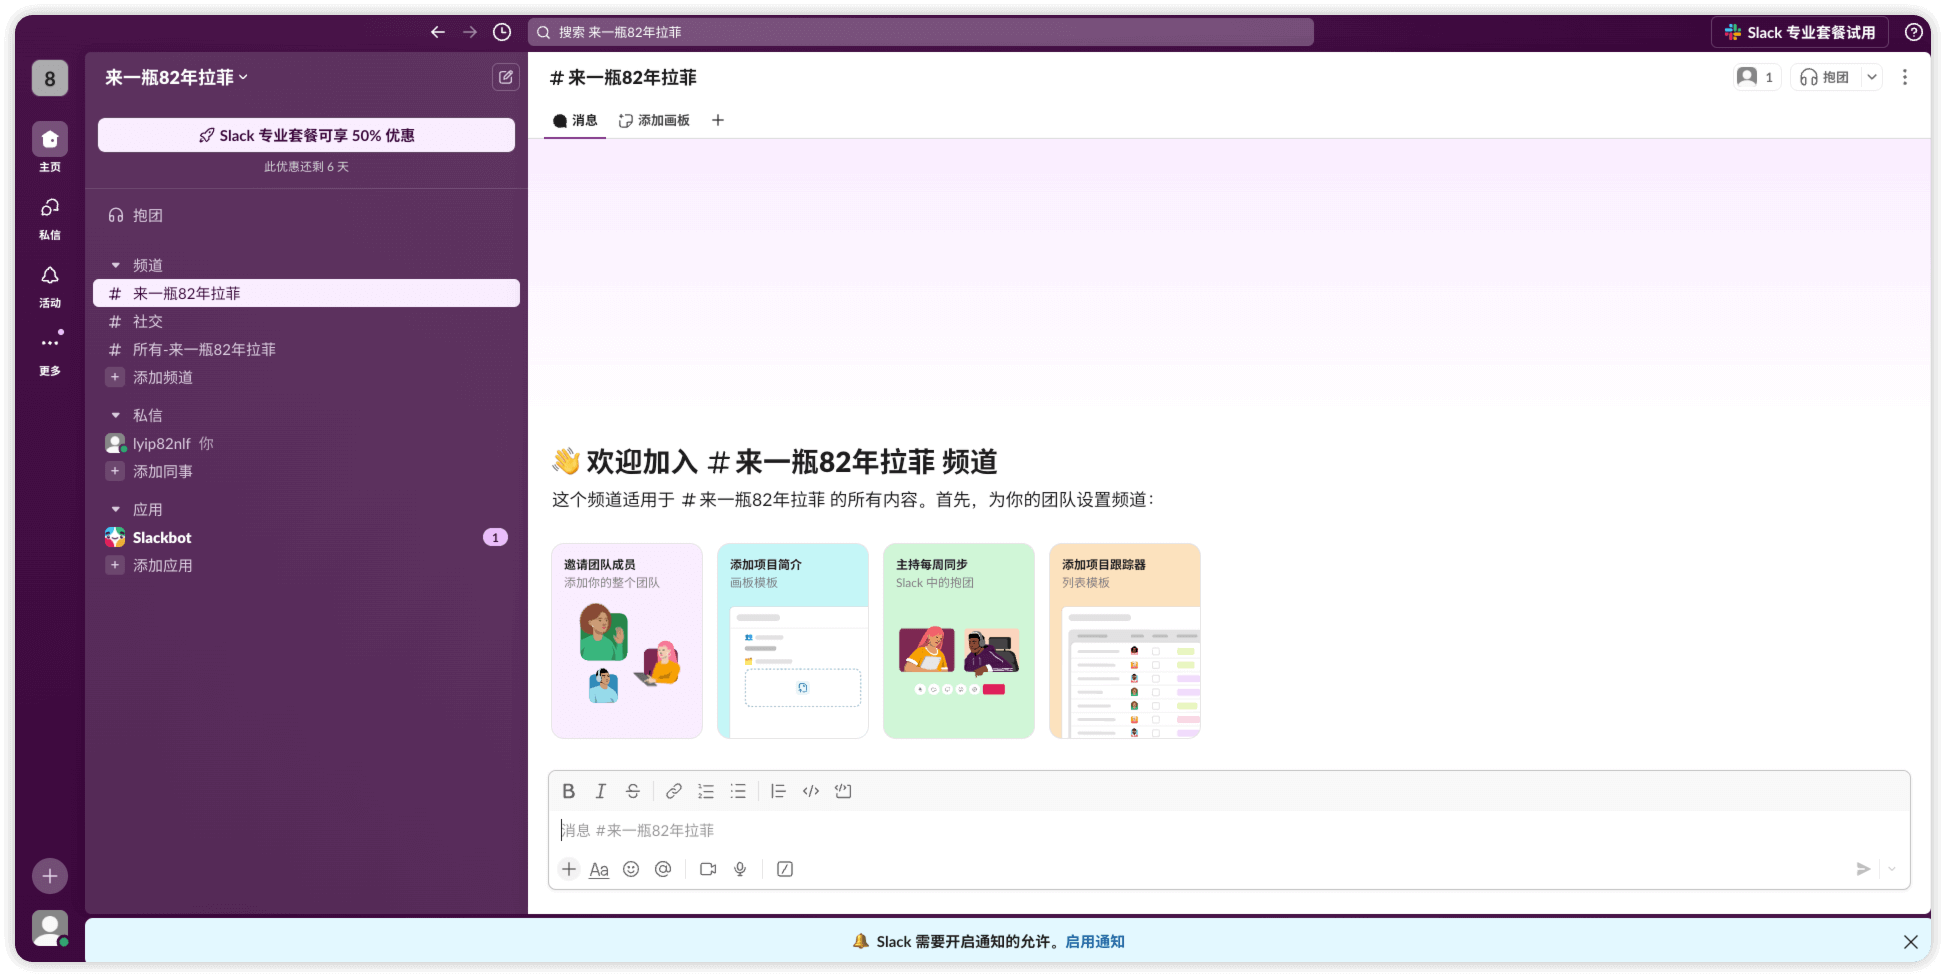 搜索 来一瓶82年拉菲
Slack 专业套餐试用
8
主页
私信
活动
更多
来一瓶82年拉菲
Slack 专业套餐可享 50% 优惠
此优惠还剩 6 天
抱团
频道
# 来一瓶82年拉菲
# 社交
# 所有-来一瓶82年拉菲
+ 添加频道
私信
lyip82nlf 你
+ 添加同事
应用
Slackbot 1
+ 添加应用
# 来一瓶82年拉菲
1
抱团
消息
添加画板
+
👋 欢迎加入 # 来一瓶82年拉菲 频道
这个频道适用于 # 来一瓶82年拉菲 的所有内容。首先，为你的团队设置频道：
邀请团队成员
添加你的整个团队
添加项目简介
画板模板
主持每周同步
Slack 中的抱团
添加项目跟踪器
列表模板
B I S
消息 #来一瓶82年拉菲
+ Aa
🔔 Slack 需要开启通知的允许。启用通知